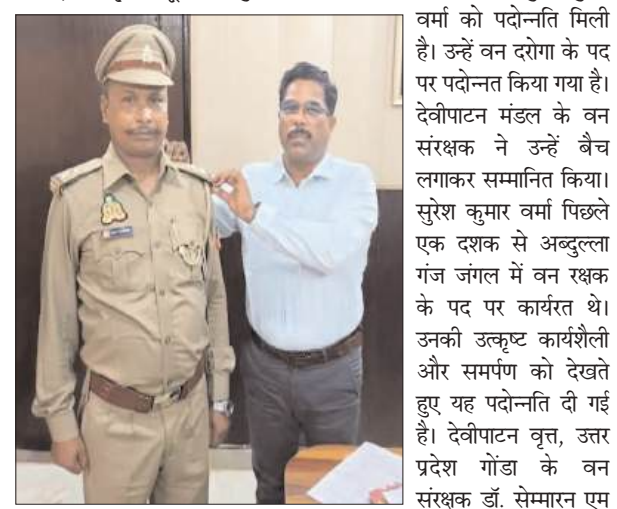 वर्मा को पदोन्नति मिली
है। उन्हें वन दरोगा के पद
पर पदोन्नत किया गया है।
देवीपाटन मंडल के वन
संरक्षक ने उन्हें बैच
लगाकर सम्मानित किया।
सुरेश कुमार वर्मा पिछले
एक दशक से अब्दुल्ला
गंज जंगल में वन रक्षक
के पद पर कार्यरत थे।
उनकी उत्कृष्ट कार्यशैली
और समर्पण को देखते
हुए यह पदोन्नति दी गई
है। देवीपाटन वृत्त, उत्तर
प्रदेश गोंडा के वन
संरक्षक डॉ. सेम्मारन एम